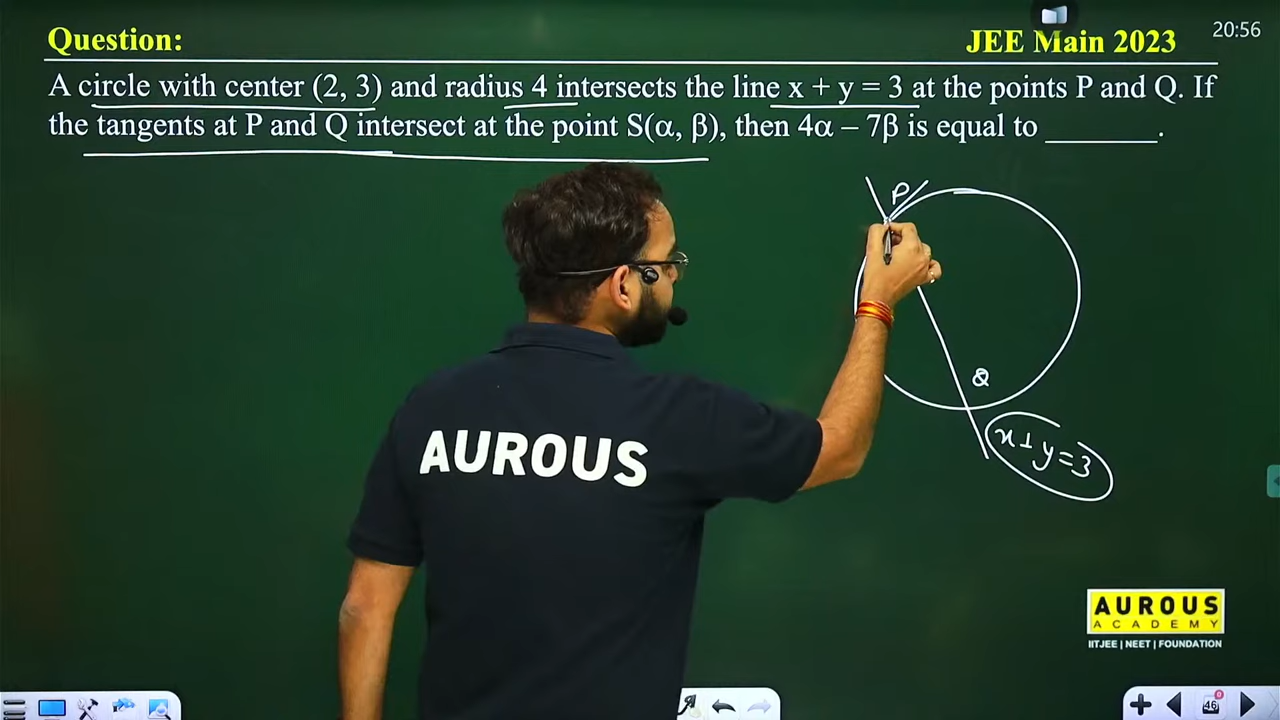 Question:
JEE Main 2023
20:56
A circle with center (2, 3) and radius 4 intersects the line x + y = 3 at the points P and Q. If
the tangents at P and Q intersect at the point S(α, β), then 4α – 7β is equal to ________.
P
Q
x + y = 3
AUROUS
AUROUS
ACADEMY
IITJEE | NEET | FOUNDATION
46